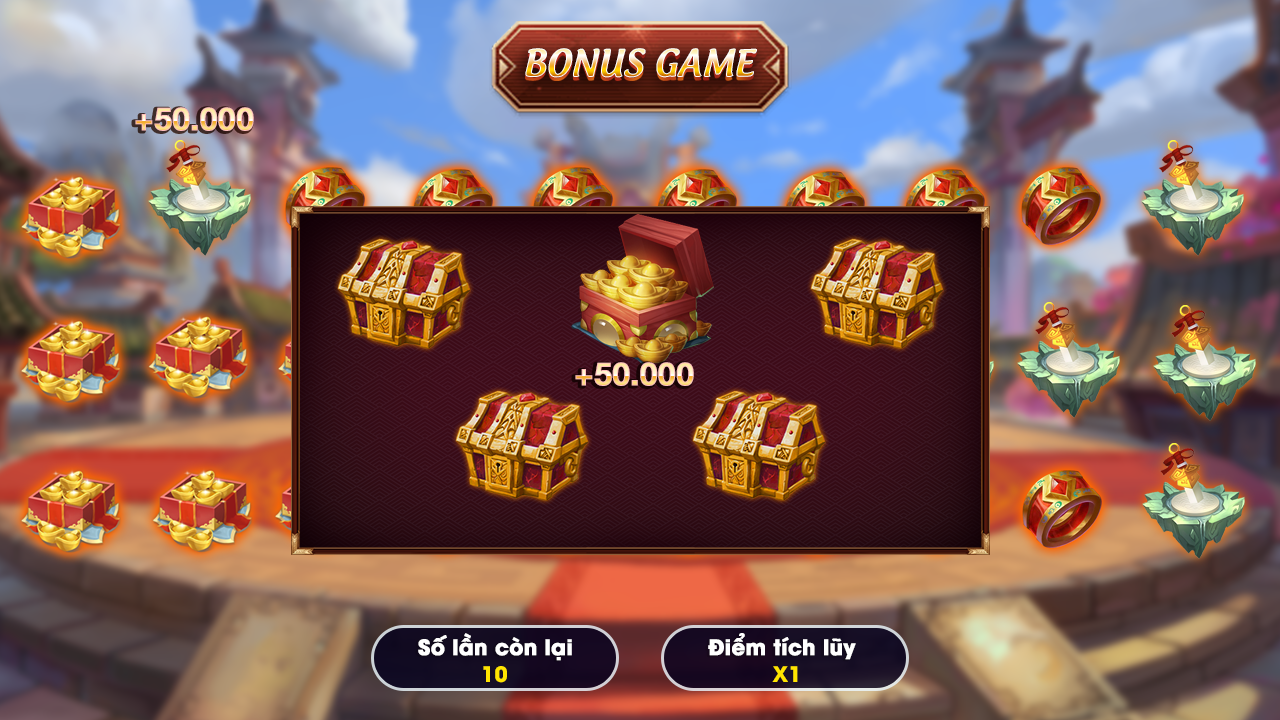 BONUS GAME
+50.000
+50.000
Số lần còn lại
10
Điểm tích lũy
X1